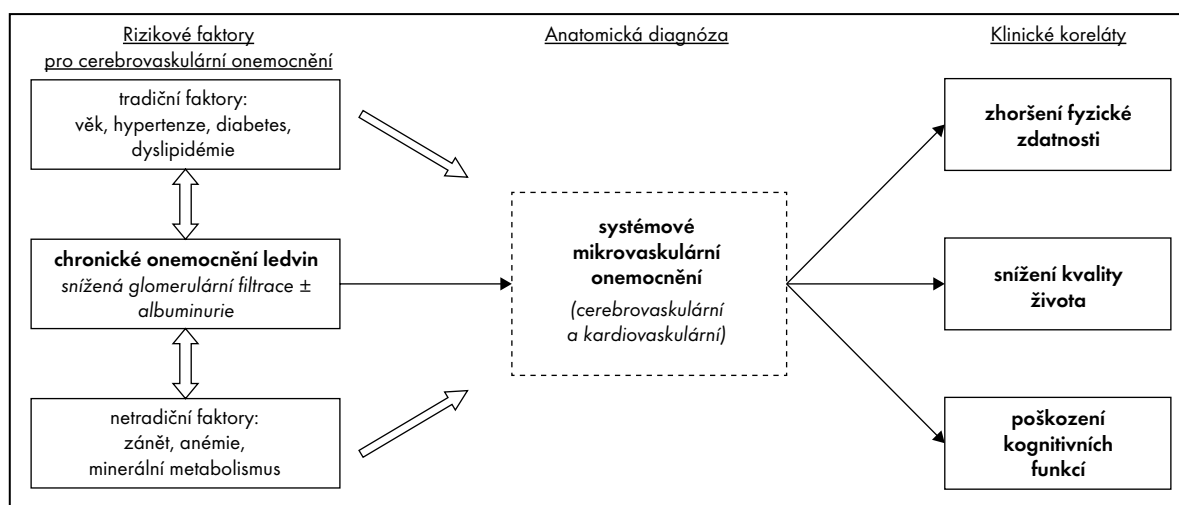 Rizikové faktory
pro cerebrovaskulární onemocnění
tradiční faktory:
věk, hypertenze, diabetes,
dyslipidémie
chronické onemocnění ledvin
snížená glomerulární filtrace ±
albuminurie
netradiční faktory:
zánět, anémie,
minerální metabolismus
Anatomická diagnóza
systémové
mikrovaskulární
onemocnění
(cerebrovaskulární
a kardiovaskulární)
Klinické koreláty
zhoršení fyzické
zdatnosti
snížení kvality
života
poškození
kognitivních
funkcí